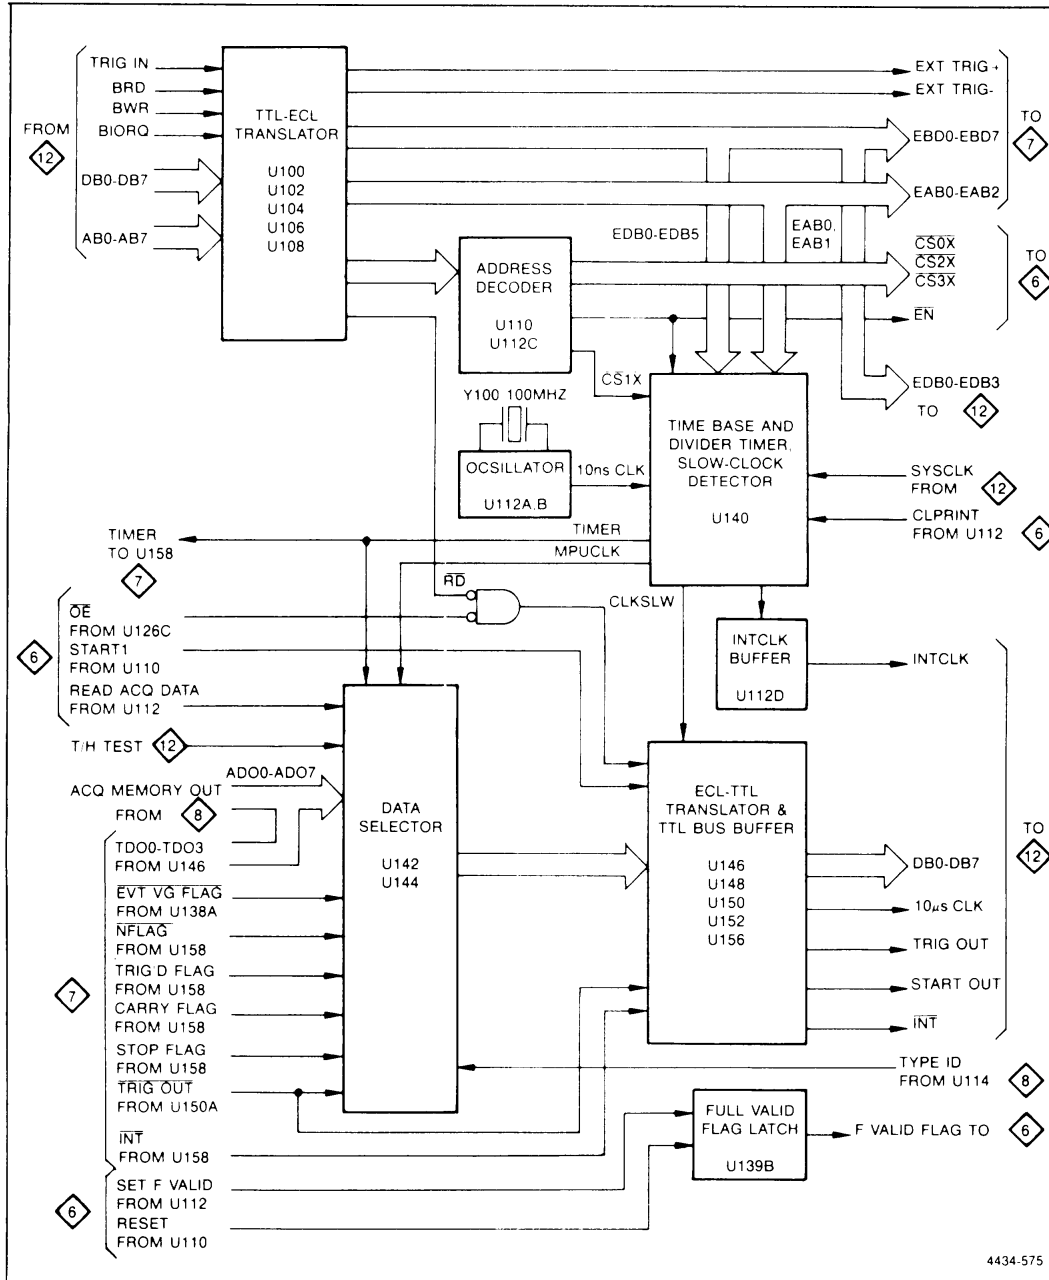 TRIG IN
BRD
BWR
BIORQ
FROM
12
DB0-DB7
AB0-AB7
TTL-ECL
TRANSLATOR
U100
U102
U104
U106
U108
EXT TRIG +
EXT TRIG-
EBD0-EBD7
EAB0-EAB2
TO
7
EDB0-EDB5
EAB0,
EAB1
ADDRESS
DECODER
U110
U112C
CS0X
CS2X
CS3X
EN
TO
6
CS1X
EDB0-EDB3
TO 12
Y100 100MHZ
OCSILLATOR
U112A,B
10ns CLK
TIME BASE AND
DIVIDER TIMER,
SLOW-CLOCK
DETECTOR
U140
SYSCLK
FROM 12
CLPRINT
FROM U112 6
TIMER
TO U158
7
TIMER
MPUCLK
RD
CLKSLW
INTCLK
BUFFER
U112D
INTCLK
6
OE
FROM U126C
START1
FROM U110
READ ACQ DATA
FROM U112
T/H TEST 12
ADO0-ADO7
ACQ MEMORY OUT
FROM 8
DATA
SELECTOR
U142
U144
ECL-TTL
TRANSLATOR &
TTL BUS BUFFER
U146
U148
U150
U152
U156
TO
12
DB0-DB7
10µs CLK
TRIG OUT
START OUT
INT
7
TDO0-TDO3
FROM U146
EVT VG FLAG
FROM U138A
NFLAG
FROM U158
TRIG'D FLAG
FROM U158
CARRY FLAG
FROM U158
STOP FLAG
FROM U158
TRIG OUT
FROM U150A
INT
FROM U158
TYPE ID
FROM U114 8
FULL VALID
FLAG LATCH
U139B
F VALID FLAG TO 6
6
SET F VALID
FROM U112
RESET
FROM U110
4434-575